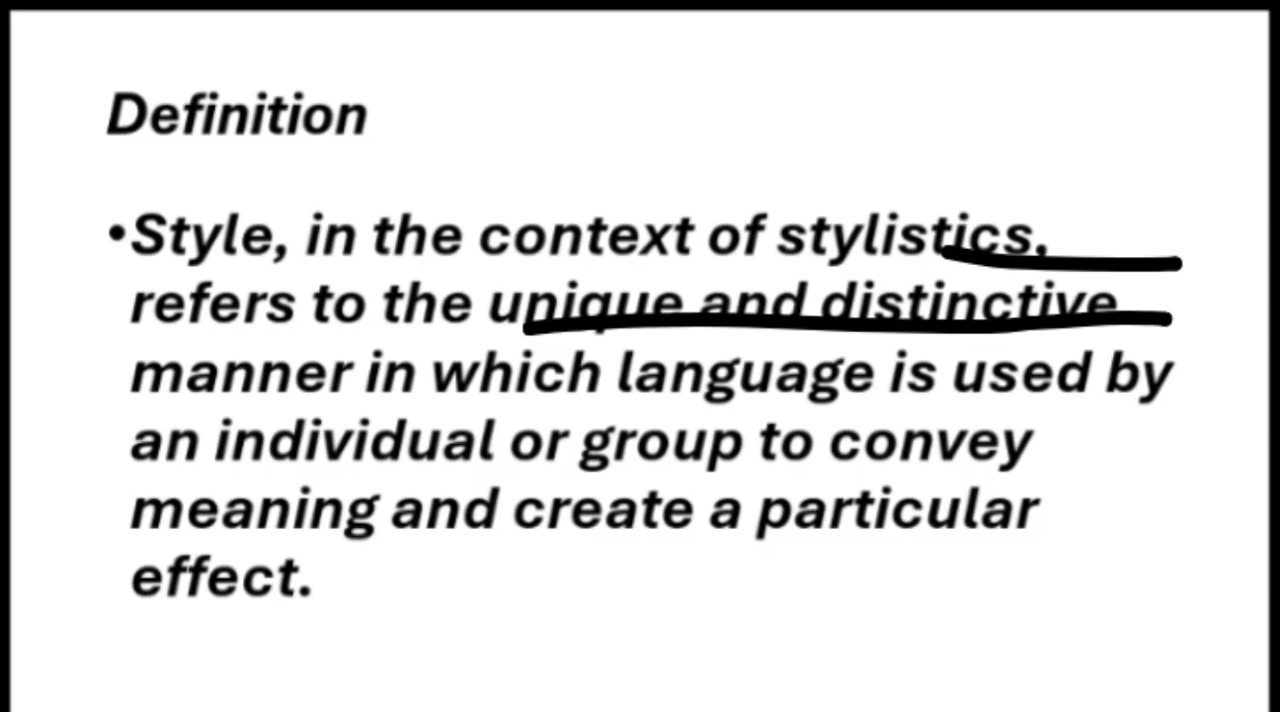 Definition
•Style, in the context of stylistics,
refers to the unique and distinctive
manner in which language is used by
an individual or group to convey
meaning and create a particular
effect.